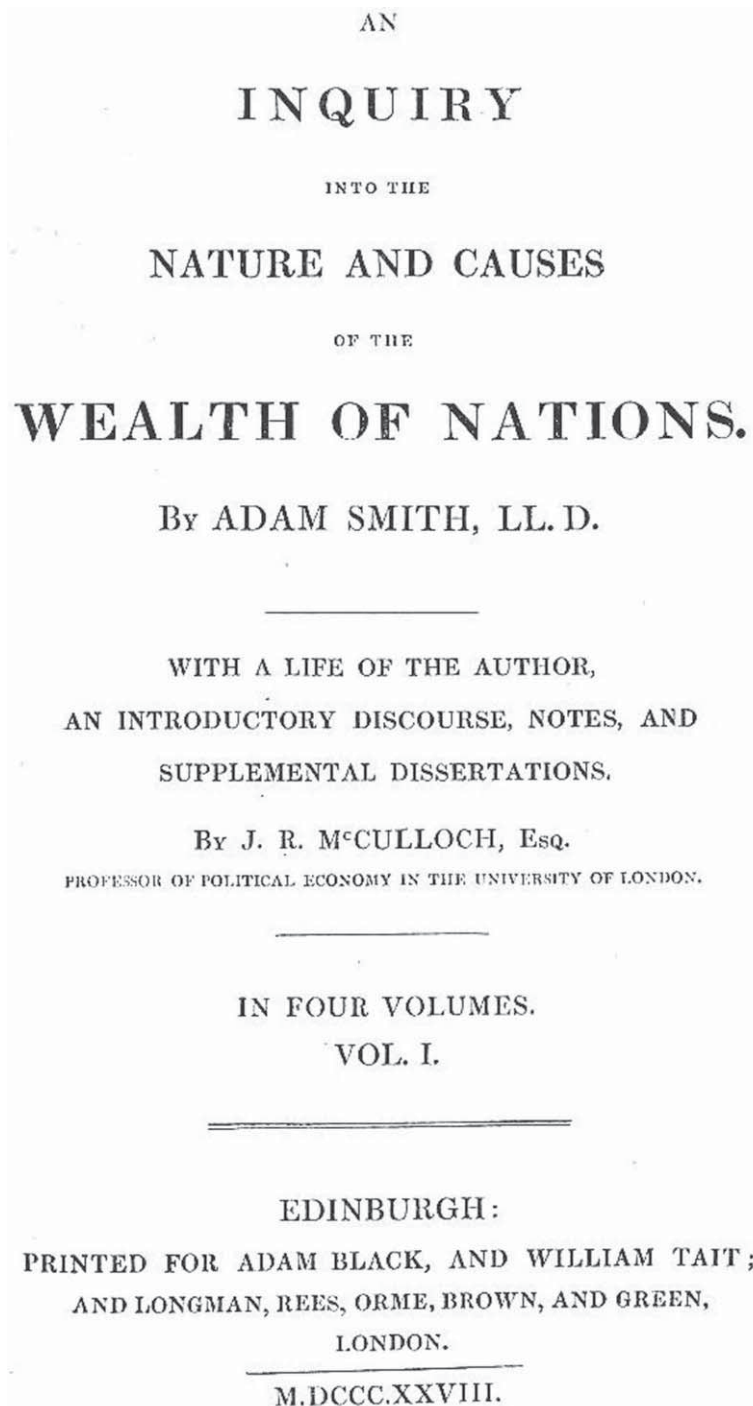 AN
INQUIRY
INTO THE
NATURE AND CAUSES
OF THE
WEALTH OF NATIONS.
BY ADAM SMITH, LL. D.
WITH A LIFE OF THE AUTHOR,
AN INTRODUCTORY DISCOURSE, NOTES, AND
SUPPLEMENTAL DISSERTATIONS.
BY J. R. McCULLOCH, ESQ.
PROFESSOR OF POLITICAL ECONOMY IN THE UNIVERSITY OF LONDON.
IN FOUR VOLUMES.
VOL. I.
EDINBURGH:
PRINTED FOR ADAM BLACK, AND WILLIAM TAIT;
AND LONGMAN, REES, ORME, BROWN, AND GREEN,
LONDON.
M.DCCC.XXVIII.